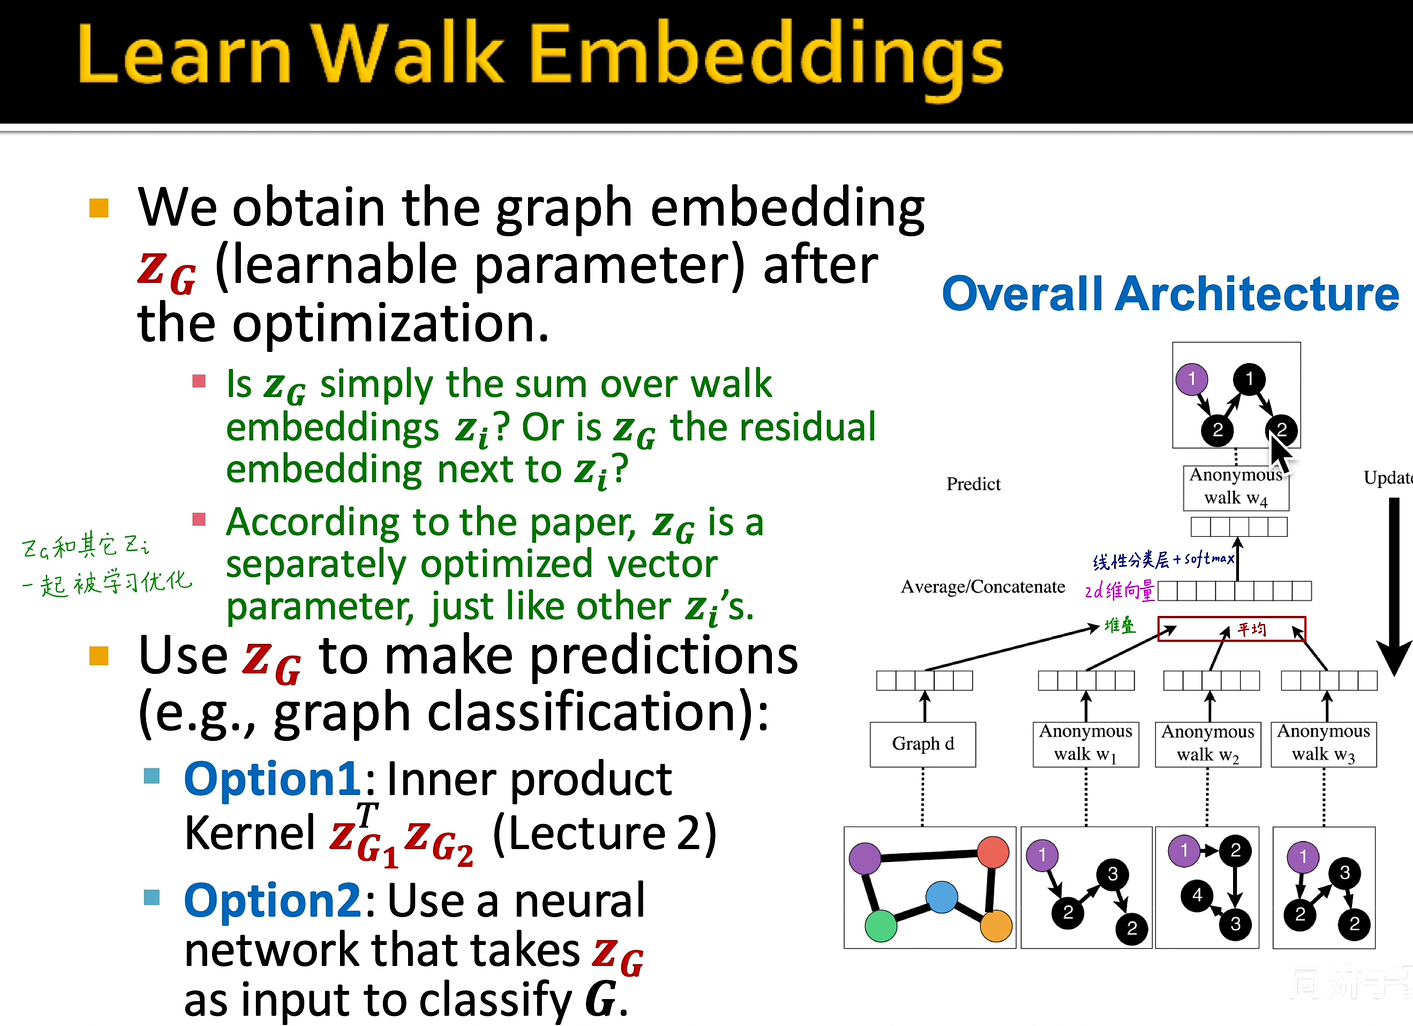 Learn Walk Embeddings
We obtain the graph embedding
z_G (learnable parameter) after
the optimization.
Is z_G simply the sum over walk
embeddings z_i? Or is z_G the residual
embedding next to z_i?
According to the paper, z_G is a
separately optimized vector
parameter, just like other z_i's.
z_G和其它z_i
一起被学习优化
Use z_G to make predictions
(e.g., graph classification):
Option1: Inner product
Kernel z_{G_1}^T z_{G_2} (Lecture 2)
Option2: Use a neural
network that takes z_G
as input to classify G.
Overall Architecture
1
1
2
2
Anonymous
walk w_4
Predict
Update
线性分类层+softmax
Average/Concatenate
2d维向量
堆叠
平均
Graph d
Anonymous
walk w_1
Anonymous
walk w_2
Anonymous
walk w_3
1
3
2
2
1
2
4
3
1
3
2
2